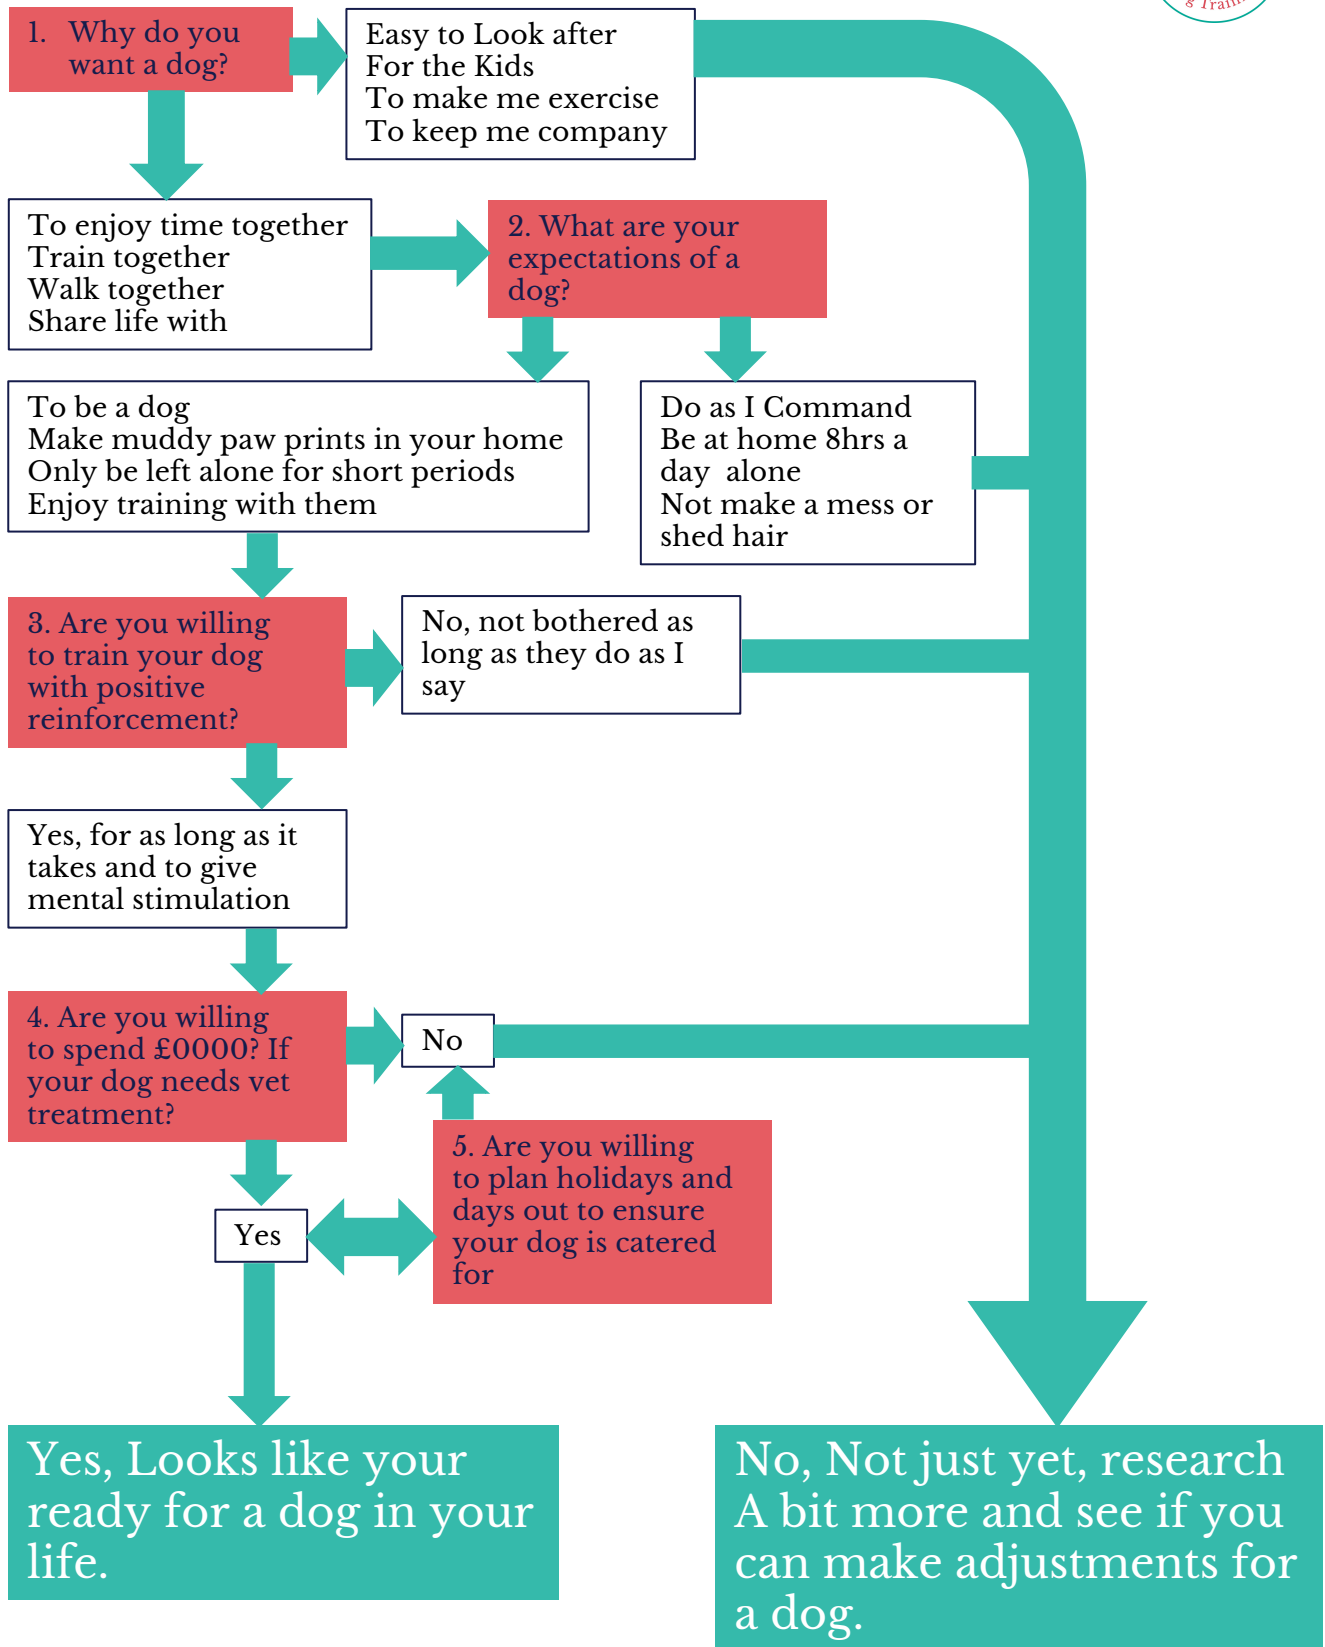 1. Why do you
want a dog?
Easy to Look after
For the Kids
To make me exercise
To keep me company
To enjoy time together
Train together
Walk together
Share life with
2. What are your
expectations of a
dog?
To be a dog
Make muddy paw prints in your home
Only be left alone for short periods
Enjoy training with them
Do as I Command
Be at home 8hrs a
day alone
Not make a mess or
shed hair
3. Are you willing
to train your dog
with positive
reinforcement?
No, not bothered as
long as they do as I
say
Yes, for as long as it
takes and to give
mental stimulation
4. Are you willing
to spend £0000? If
your dog needs vet
treatment?
No
5. Are you willing
to plan holidays and
days out to ensure
your dog is catered
for
Yes
Yes, Looks like your
ready for a dog in your
life.
No, Not just yet, research
A bit more and see if you
can make adjustments for
a dog.